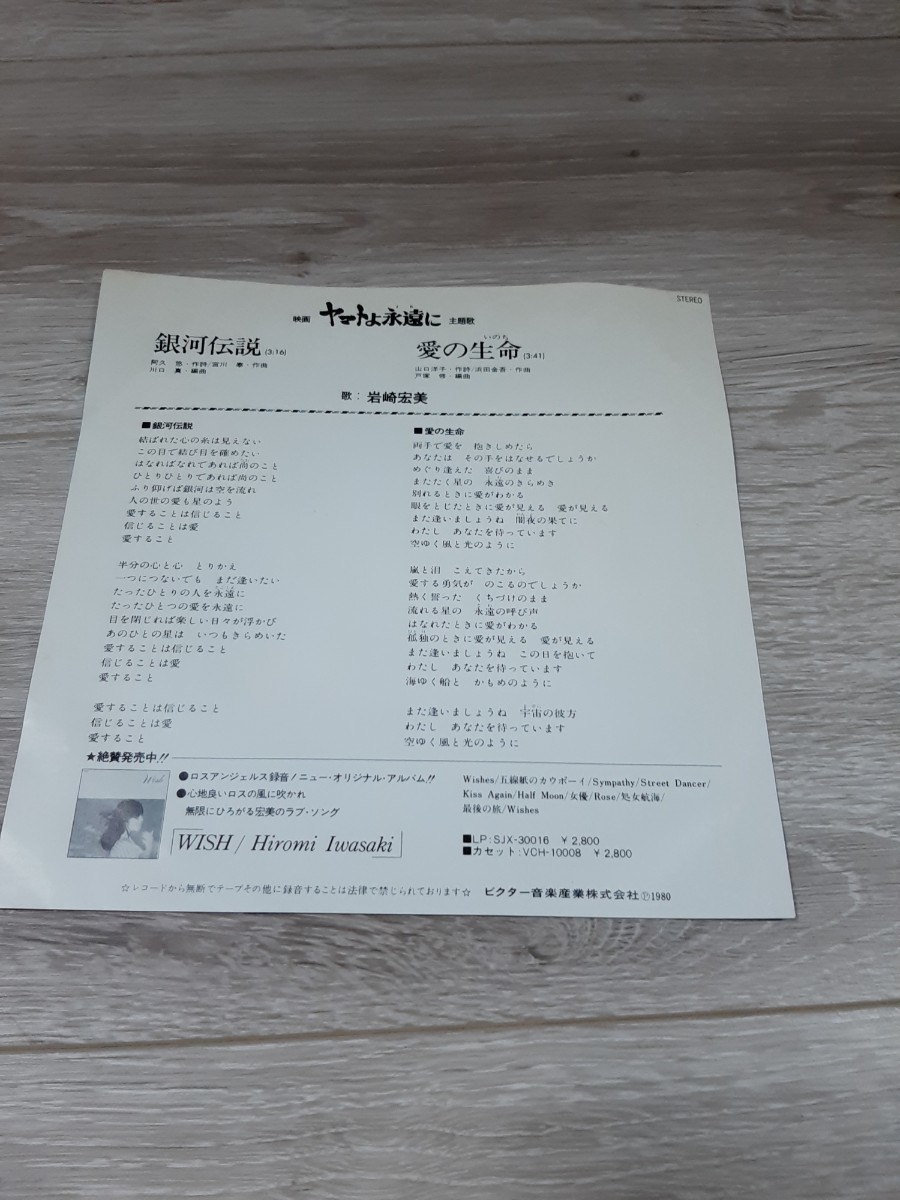 STEREO
映画 ヤマトよ永遠に 主題歌
とわ
銀河伝説(3:16)
阿久 悠・作詩/宮川 泰・作曲
川口 真・編曲
いのち
愛の生命(3:41)
山口洋子・作詩/浜田金吾・作曲
戸塚 修・編曲
歌:岩崎宏美
■銀河伝説
結ばれた心の糸は見えない
この目で結び目を確めたい
はなればなれであれば尚のこと
ひとりひとりであれば尚のこと
ふり仰げば銀河は空を流れ
人の世の愛も星のよう
愛することは信じること
信じることは愛
愛すること
半分の心と心 とりかえ
一つにつないでも まだ逢いたい
たったひとりの人を永遠に
たったひとつの愛を永遠に
目を閉じれば楽しい日々が浮かび
あのひとの星は いつもきらめいた
愛することは信じること
信じることは愛
愛すること
愛することは信じること
信じることは愛
愛すること
■愛の生命
両手で愛を 抱きしめたら
あなたは その手をはなせるでしょうか
めぐり逢えた 喜びのまま
またたく星の 永遠のきらめき
別れるときに愛がわかる
眼をとじたときに愛が見える 愛が見える
また逢いましょうね 闇夜の果てに
わたし あなたを待っています
空ゆく風と光のように
嵐と泪 こえてきたから
愛する勇気が のこるのでしょうか
熱く誓った くちづけのまま
流れる星の 永遠の呼び声
はなれたときに愛がわかる
孤独のときに愛が見える 愛が見える
また逢いましょうね この日を抱いて
わたし あなたを待っています
海ゆく船と かもめのように
また逢いましょうね 宇宙の彼方
わたし あなたを待っています
空ゆく風と光のように
★絶賛発売中!!
Wish
●ロスアンジェルス録音/ニュー・オリジナル・アルバム!!
●心地良いロスの風に吹かれ
無限にひろがる宏美のラブ・ソング
WISH/Hiromi Iwasaki
Wishes/五線紙のカウボーイ/Sympathy/Street Dancer/
Kiss Again/Half Moon/女優/Rose/処女航海/
最後の旅/Wishes
■LP:SJX-30016 ¥2,800
■カセット:VCH-10008 ¥2,800
☆レコードから無断でテープその他に録音することは法律で禁じられております☆ ビクター音楽産業株式会社Ⓟ1980